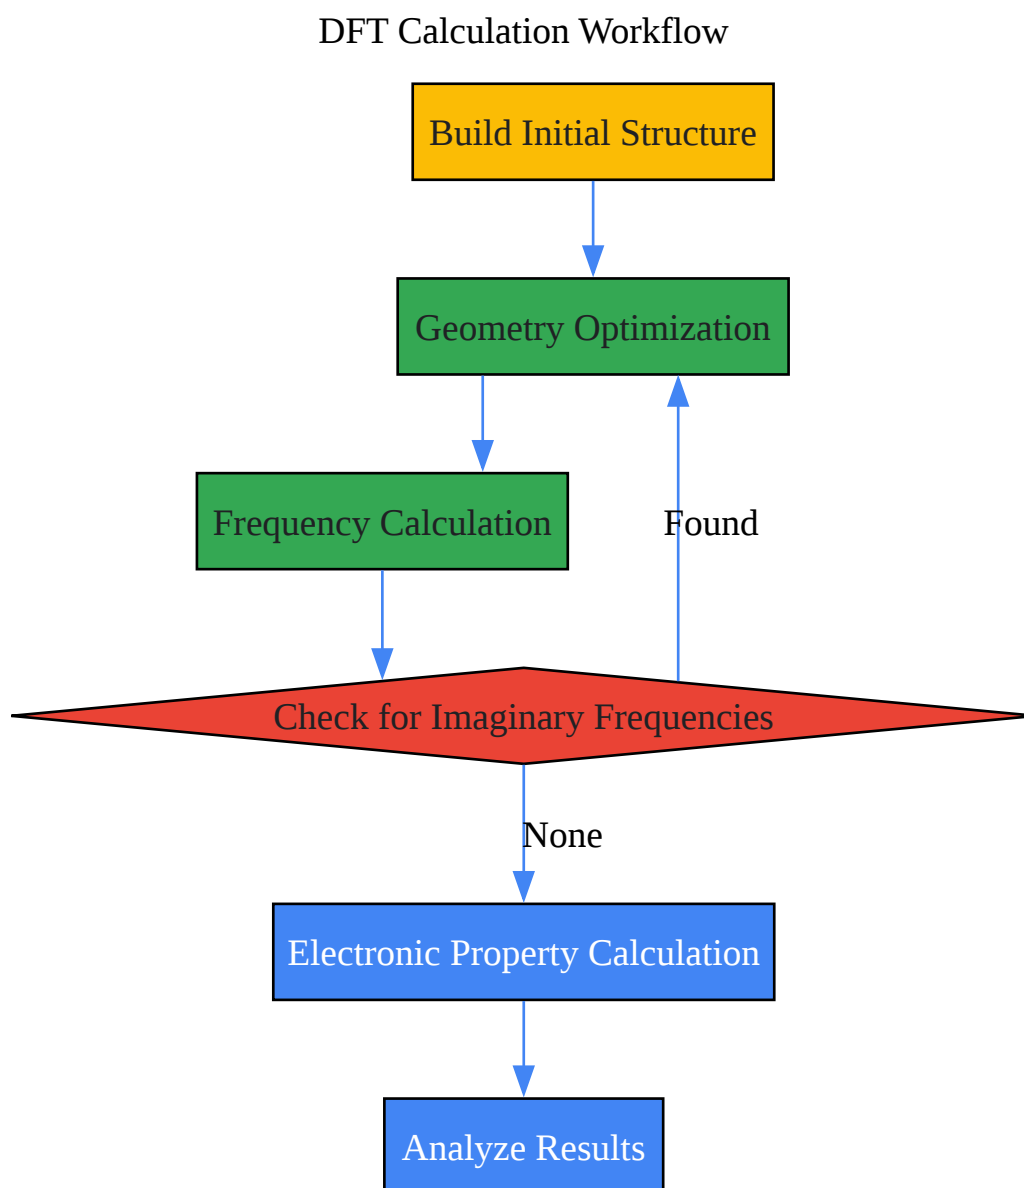 DFT Calculation Workflow
Build Initial Structure
Geometry Optimization
Frequency Calculation
Found
Check for Imaginary Frequencies
None
Electronic Property Calculation
Analyze Results